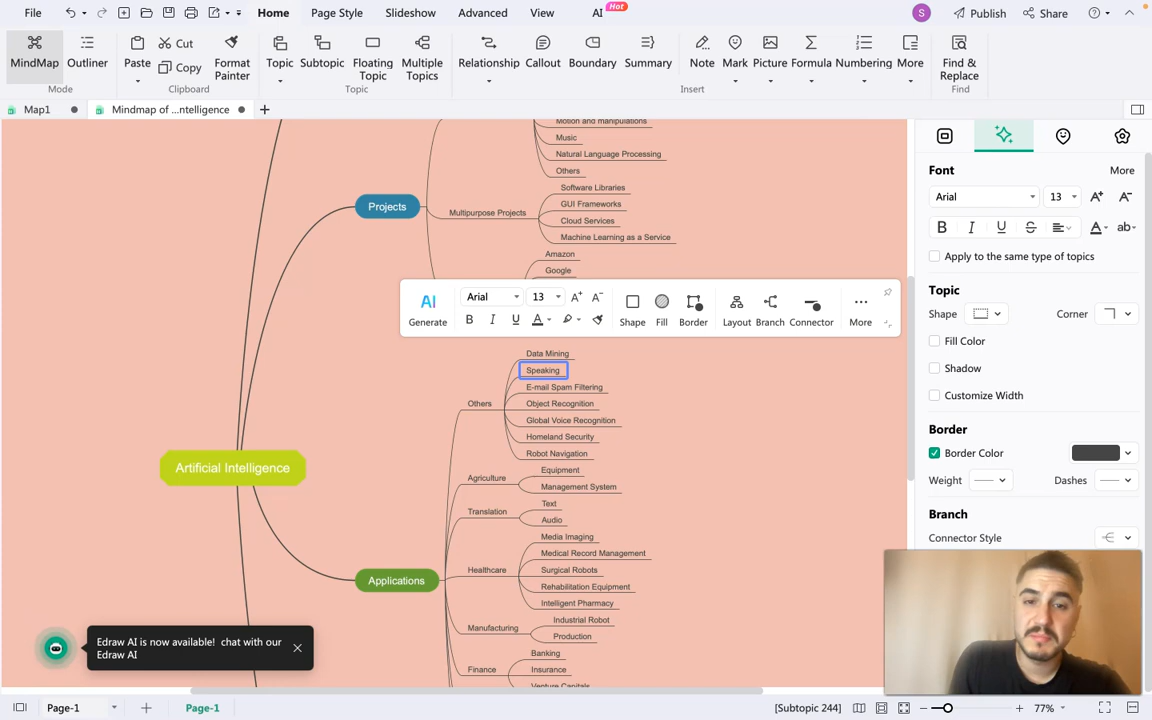 File
Home
Page Style
Slideshow
Advanced
View
AI
Hot
S
Publish
Share
MindMap
Outliner
Mode
Paste
Cut
Copy
Format
Painter
Clipboard
Topic
Subtopic
Floating
Topic
Multiple
Topics
Topic
Relationship
Callout
Boundary
Summary
Note
Mark
Picture
Formula
Numbering
More
Insert
Find &
Replace
Find
Map1
Mindmap of ...ntelligence
Motion and manipulations
Music
Natural Language Processing
Others
Projects
Multipurpose Projects
Software Libraries
GUI Frameworks
Cloud Services
Machine Learning as a Service
Amazon
Google
AI
Generate
Arial
13
A+
A−
B
I
U
A
Shape
Fill
Border
Layout
Branch
Connector
More
Data Mining
Speaking
E-mail Spam Filtering
Others
Object Recognition
Global Voice Recognition
Homeland Security
Robot Navigation
Artificial Intelligence
Agriculture
Equipment
Management System
Translation
Text
Audio
Applications
Healthcare
Media Imaging
Medical Record Management
Surgical Robots
Rehabilitation Equipment
Intelligent Pharmacy
Manufacturing
Industrial Robot
Production
Finance
Banking
Insurance
Venture Capitals
Edraw AI is now available! chat with our
Edraw AI
Font
More
Arial
13
A+
A−
B
I
U
S
A
ab
Apply to the same type of topics
Topic
Shape
Corner
Fill Color
Shadow
Customize Width
Border
Border Color
Weight
Dashes
Branch
Connector Style
Page-1
Page-1
[Subtopic 244]
77%